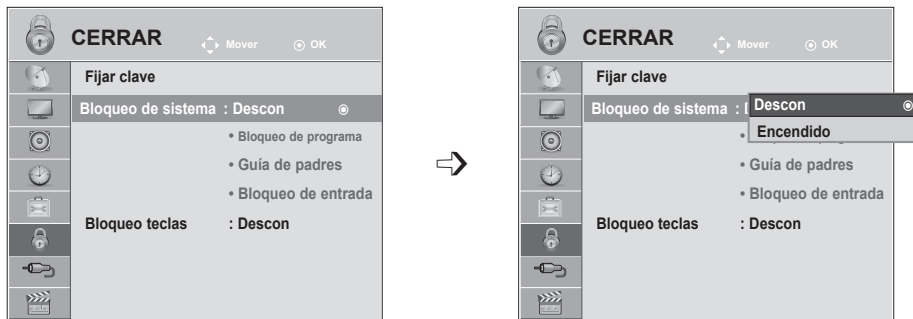 CERRAR Mover OK
Fijar clave
Bloqueo de sistema : Descon
• Bloqueo de programa
• Guía de padres
• Bloqueo de entrada
Bloqueo teclas : Descon
CERRAR Mover OK
Fijar clave
Bloqueo de sistema : Descon
Encendido
• Guía de padres
• Bloqueo de entrada
Bloqueo teclas : Descon